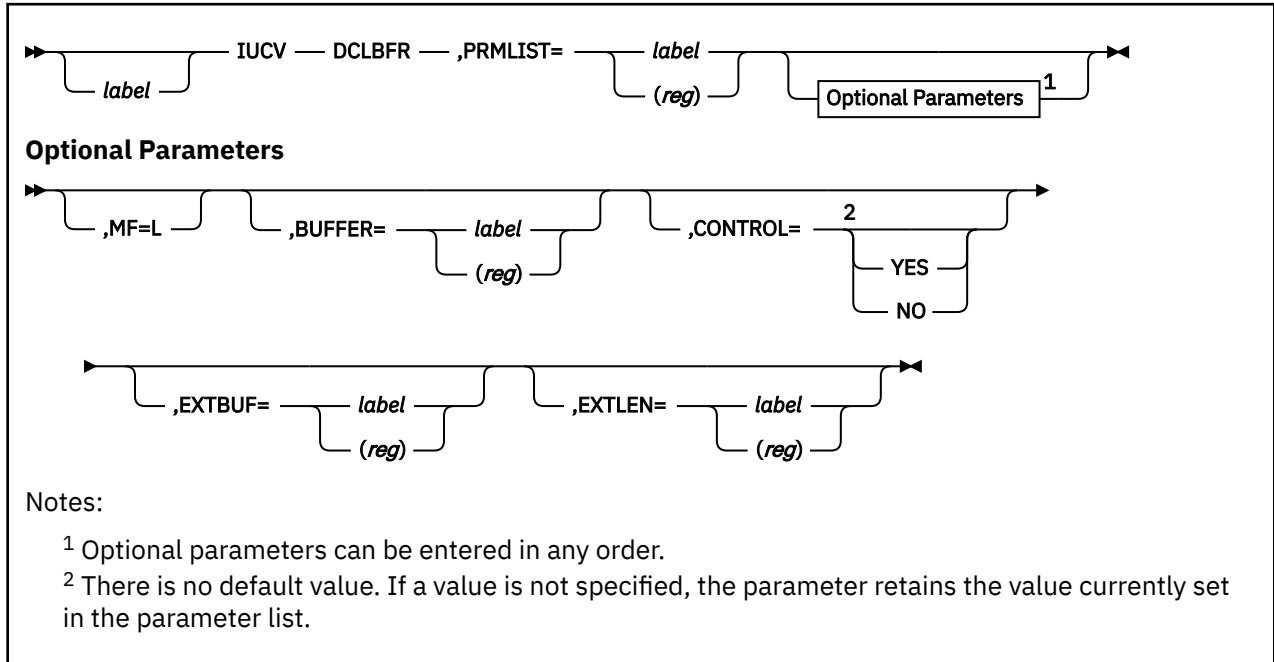 IUCV DCLBFR ,PRMLIST= label
label (reg) Optional Parameters 1
Optional Parameters
,MF=L ,BUFFER= label ,CONTROL= 2
(reg) YES
NO
,EXTBUF= label ,EXTLEN= label
(reg) (reg)
Notes:
1 Optional parameters can be entered in any order.
2 There is no default value. If a value is not specified, the parameter retains the value currently set
in the parameter list.